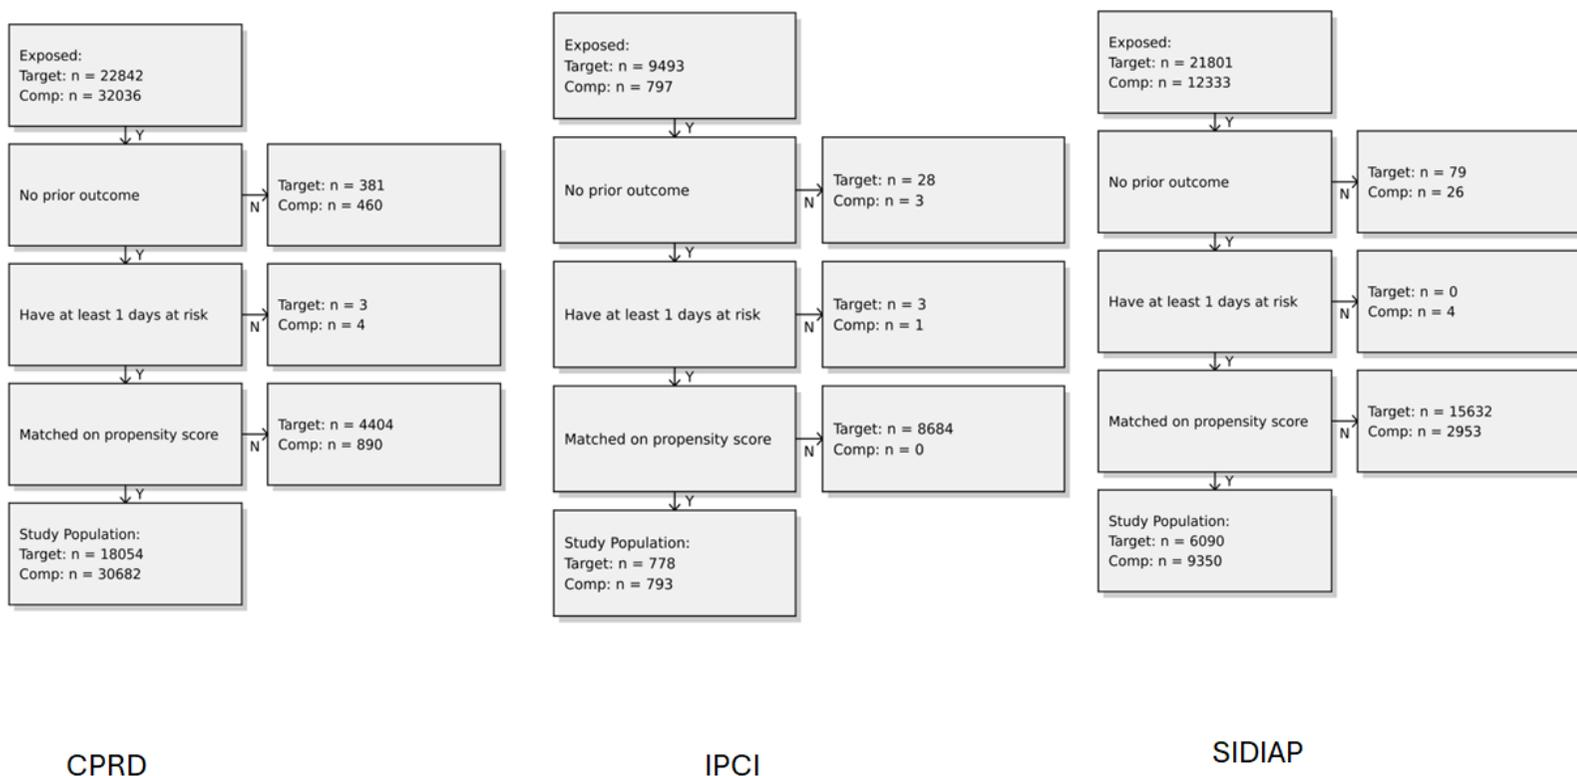 Exposed:
Target: n = 22842
Comp: n = 32036
Y
No prior outcome
N
Target: n = 381
Comp: n = 460
Y
Have at least 1 days at risk
N
Target: n = 3
Comp: n = 4
Y
Matched on propensity score
N
Target: n = 4404
Comp: n = 890
Y
Study Population:
Target: n = 18054
Comp: n = 30682
CPRD
Exposed:
Target: n = 9493
Comp: n = 797
Y
No prior outcome
N
Target: n = 28
Comp: n = 3
Y
Have at least 1 days at risk
N
Target: n = 3
Comp: n = 1
Y
Matched on propensity score
N
Target: n = 8684
Comp: n = 0
Y
Study Population:
Target: n = 778
Comp: n = 793
IPCI
Exposed:
Target: n = 21801
Comp: n = 12333
Y
No prior outcome
N
Target: n = 79
Comp: n = 26
Y
Have at least 1 days at risk
N
Target: n = 0
Comp: n = 4
Y
Matched on propensity score
N
Target: n = 15632
Comp: n = 2953
Y
Study Population:
Target: n = 6090
Comp: n = 9350
SIDIAP